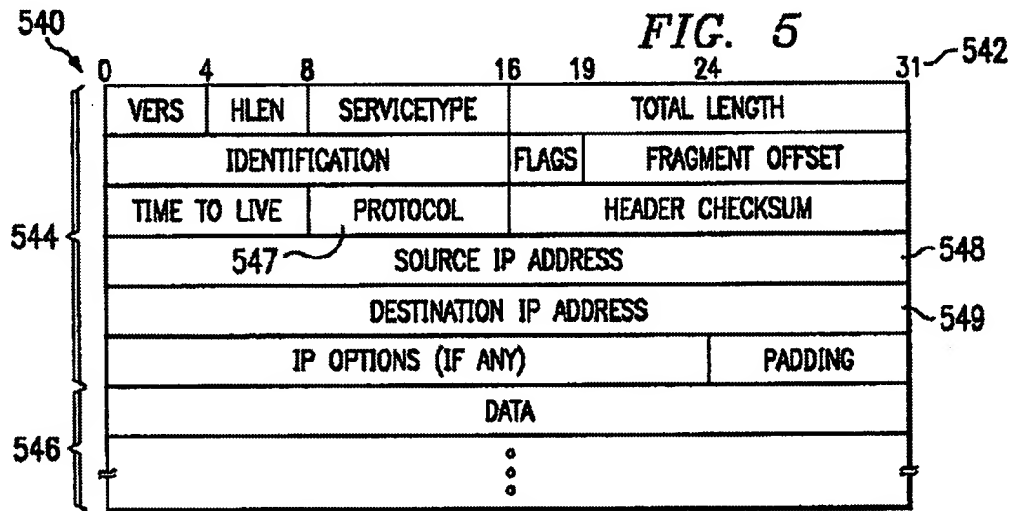 540
FIG. 5
0 4 8 16 19 24 31 542
VERS HLEN SERVICETYPE TOTAL LENGTH
IDENTIFICATION FLAGS FRAGMENT OFFSET
TIME TO LIVE PROTOCOL HEADER CHECKSUM
544
547 SOURCE IP ADDRESS 548
DESTINATION IP ADDRESS 549
IP OPTIONS (IF ANY) PADDING
DATA
546